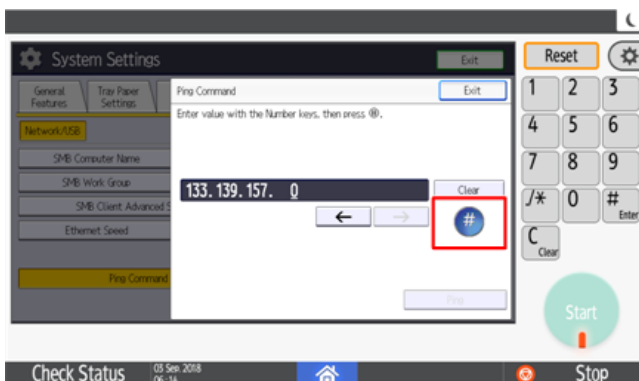 System Settings
Exit
General Features
Tray Paper Settings
Network/USB
SMB Computer Name
SMB Work Group
SMB Client Advanced S
Ethernet Speed
Ping Command
Ping Command
Exit
Enter value with the Number keys, then press #.
133.139.157. 0
Clear
← →
#
Ping
Reset
1 2 3
4 5 6
7 8 9
./* 0 #
Enter
C
Clear
Start
Check Status
03 Sep. 2018
06:14
Stop